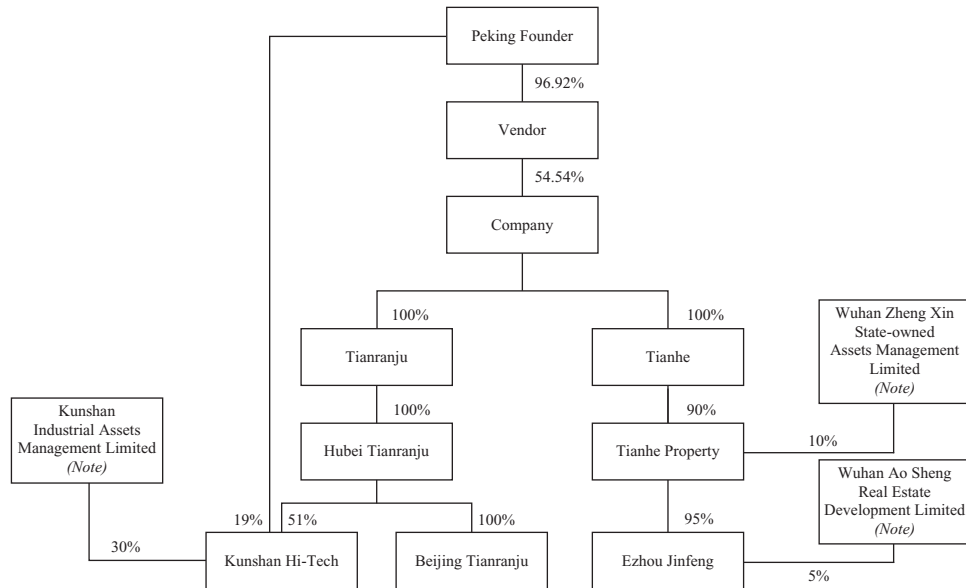 Peking Founder
96.92%
Vendor
54.54%
Company
100%
100%
Tianranju
Tianhe
Wuhan Zheng Xin
State-owned
Assets Management
Limited
(Note)
100%
90%
Kunshan
Industrial Assets
Management Limited
(Note)
Hubei Tianranju
Tianhe Property
10%
Wuhan Ao Sheng
Real Estate
Development Limited
(Note)
19%
51%
100%
95%
30%
Kunshan Hi-Tech
Beijing Tianranju
Ezhou Jinfeng
5%